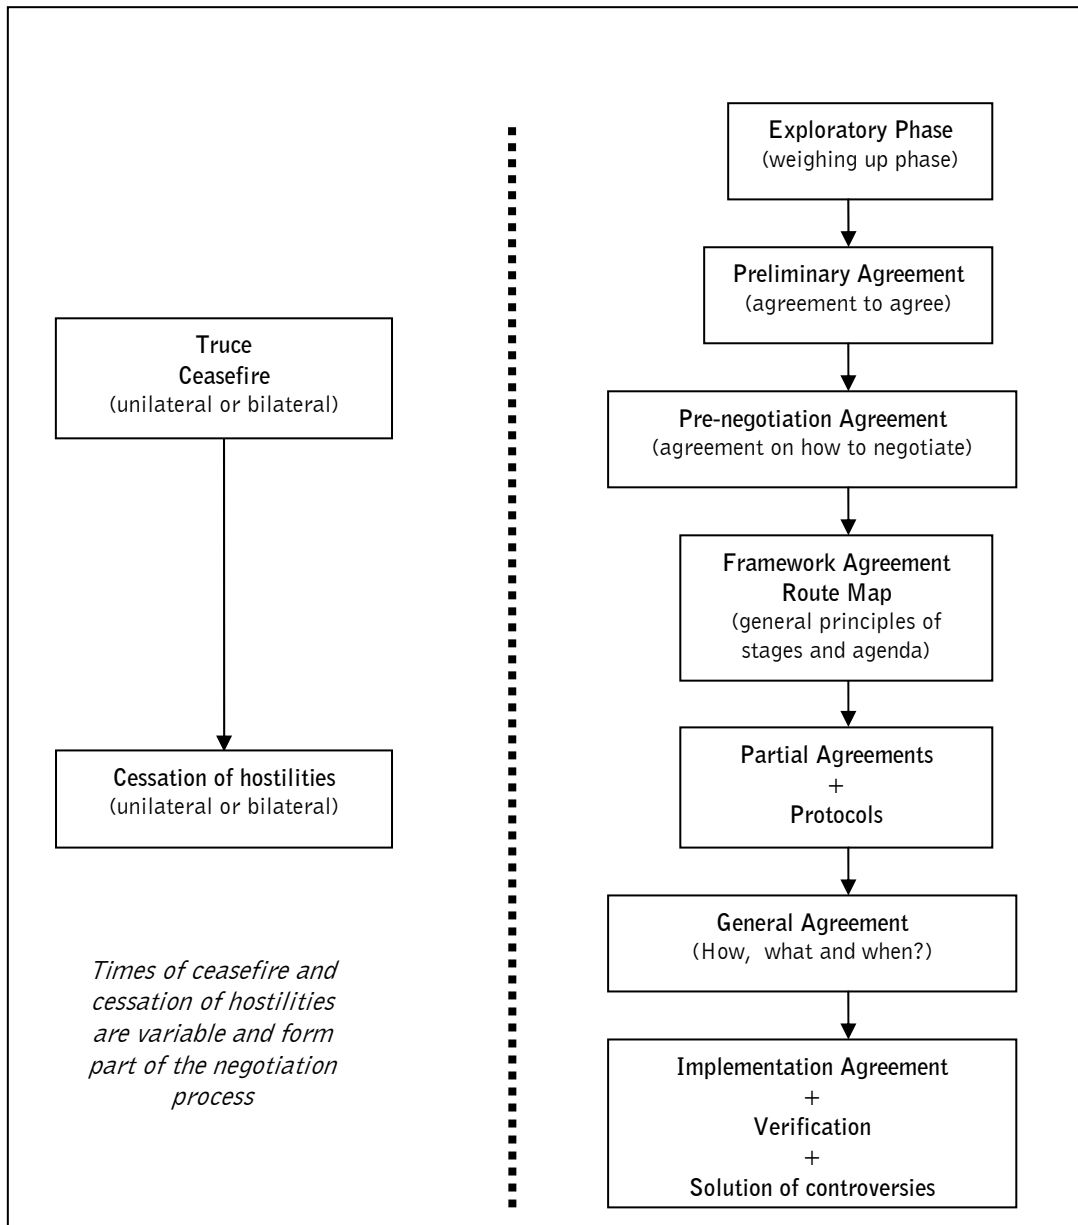 Truce
Ceasefire
(unilateral or bilateral)
Cessation of hostilities
(unilateral or bilateral)
Times of ceasefire and
cessation of hostilities
are variable and form
part of the negotiation
process
Exploratory Phase
(weighing up phase)
Preliminary Agreement
(agreement to agree)
Pre-negotiation Agreement
(agreement on how to negotiate)
Framework Agreement
Route Map
(general principles of
stages and agenda)
Partial Agreements
+
Protocols
General Agreement
(How, what and when?)
Implementation Agreement
+
Verification
+
Solution of controversies